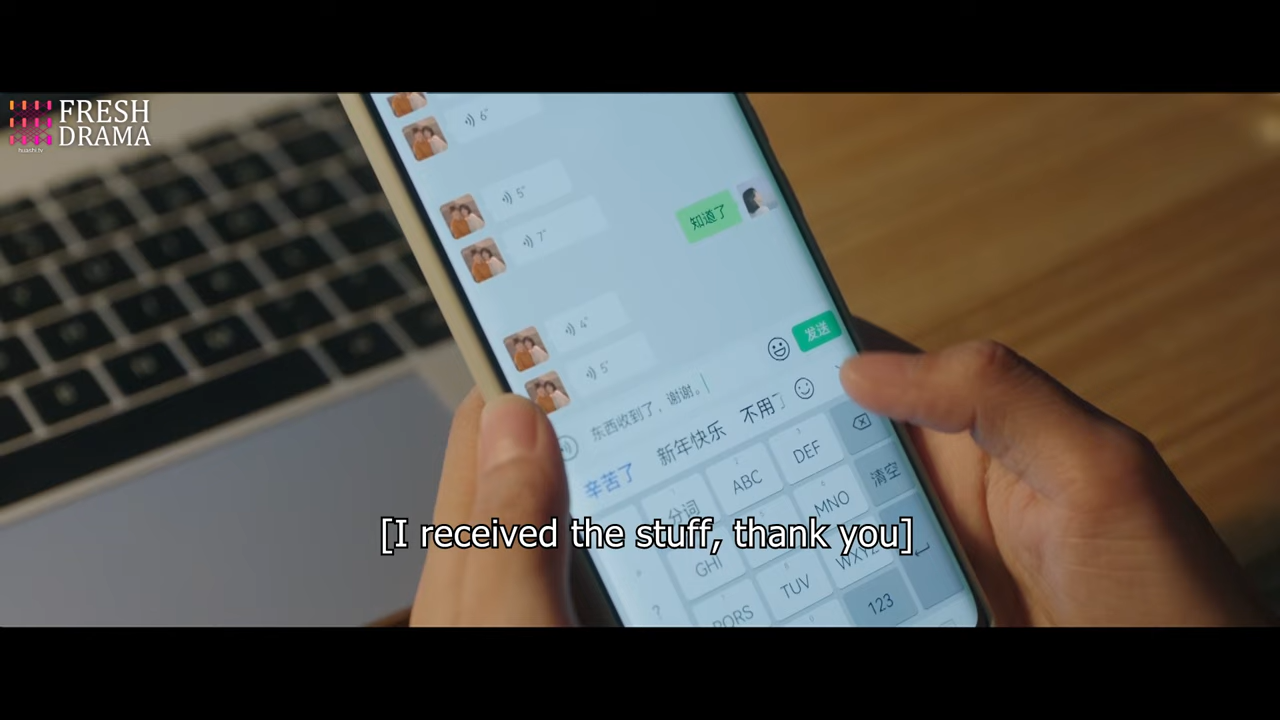 FRESH
DRAMA
huashi.tv
6"
5"
7"
知道了
4"
5"
发送
东西收到了，谢谢。
辛苦了 新年快乐 不用了
分词 ABC DEF
清空
GHI MNO
PQRS TUV WXYZ
?
123
[I received the stuff, thank you]